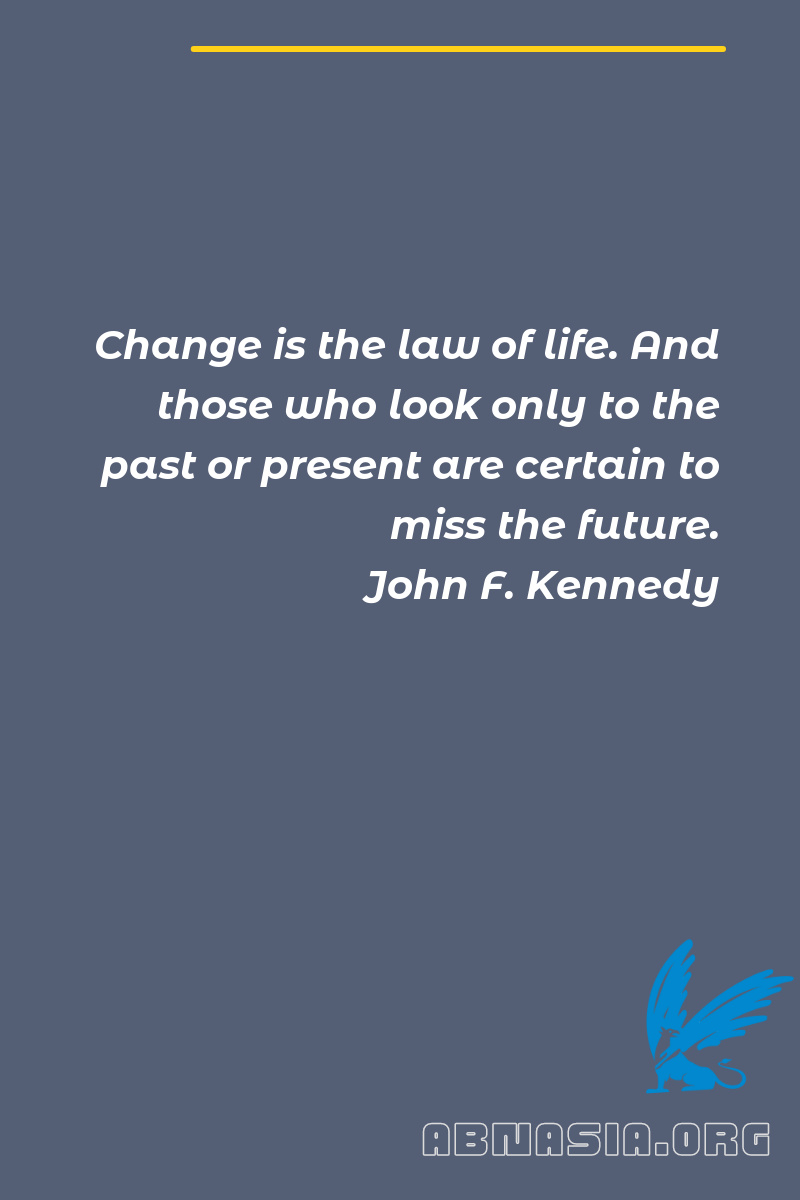 Change is the law of life. And
those who look only to the
past or present are certain to
miss the future.
John F. Kennedy
ABNASIA.ORG